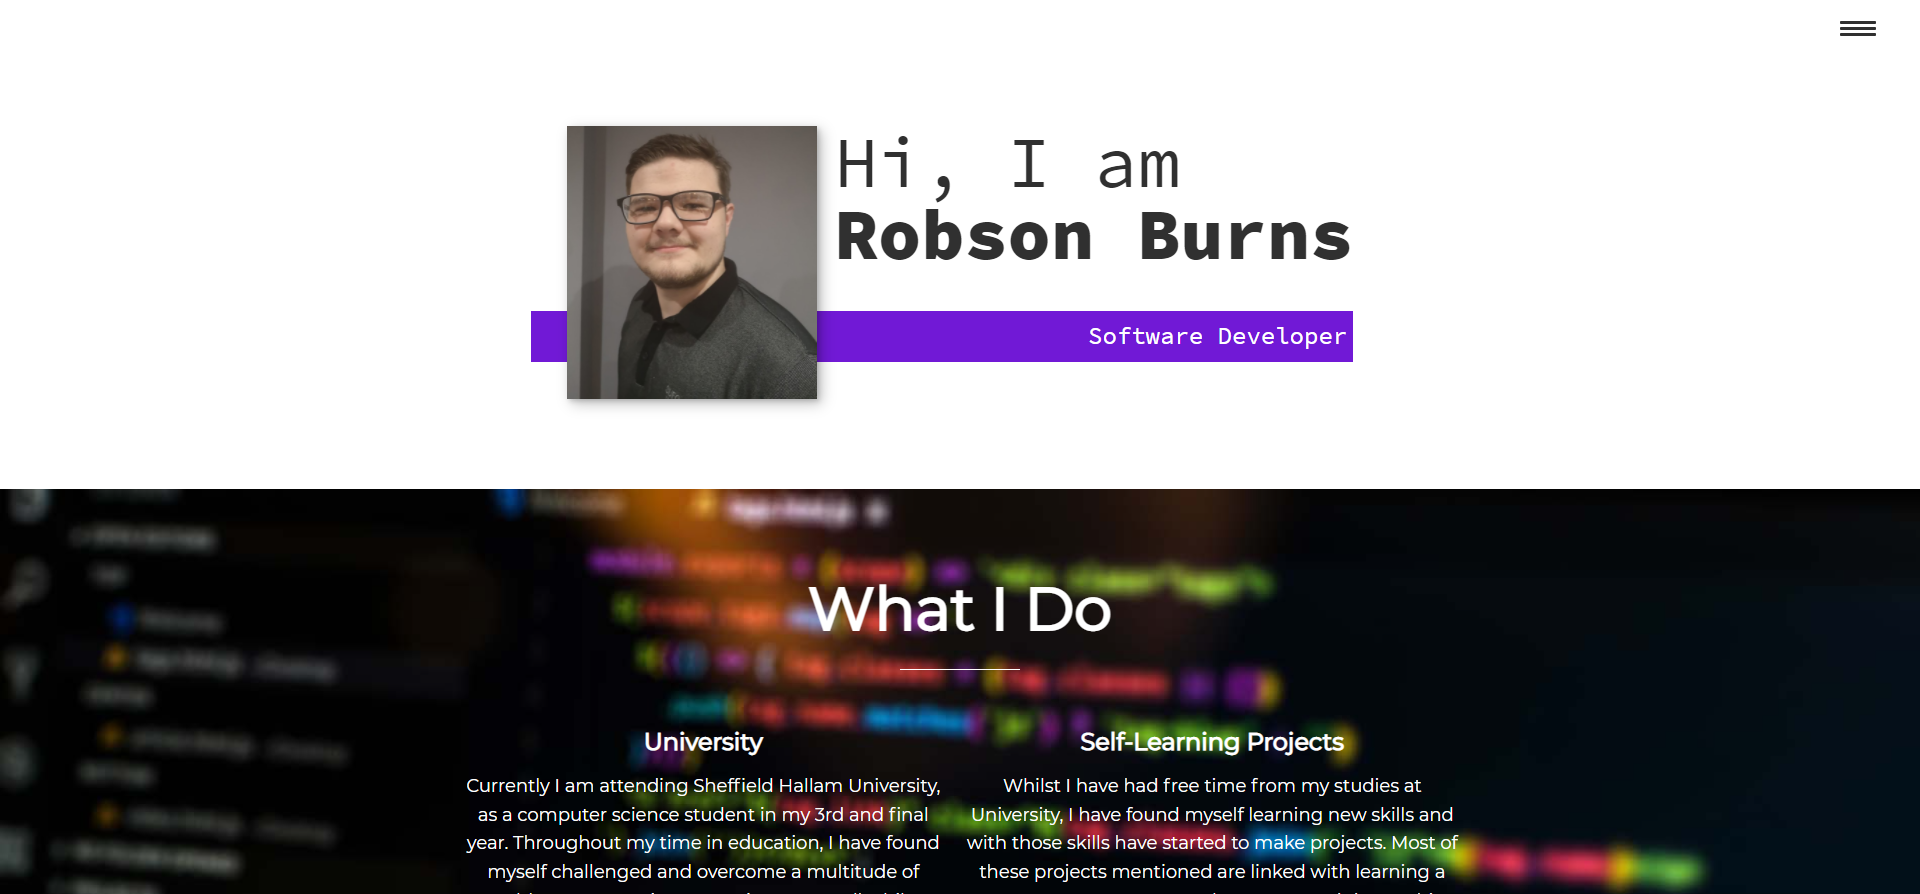 Hi, I am
Robson Burns
Software Developer
What I Do
University
Currently I am attending Sheffield Hallam University,
as a computer science student in my 3rd and final
year. Throughout my time in education, I have found
myself challenged and overcome a multitude of
Self-Learning Projects
Whilst I have had free time from my studies at
University, I have found myself learning new skills and
with those skills have started to make projects. Most of
these projects mentioned are linked with learning a